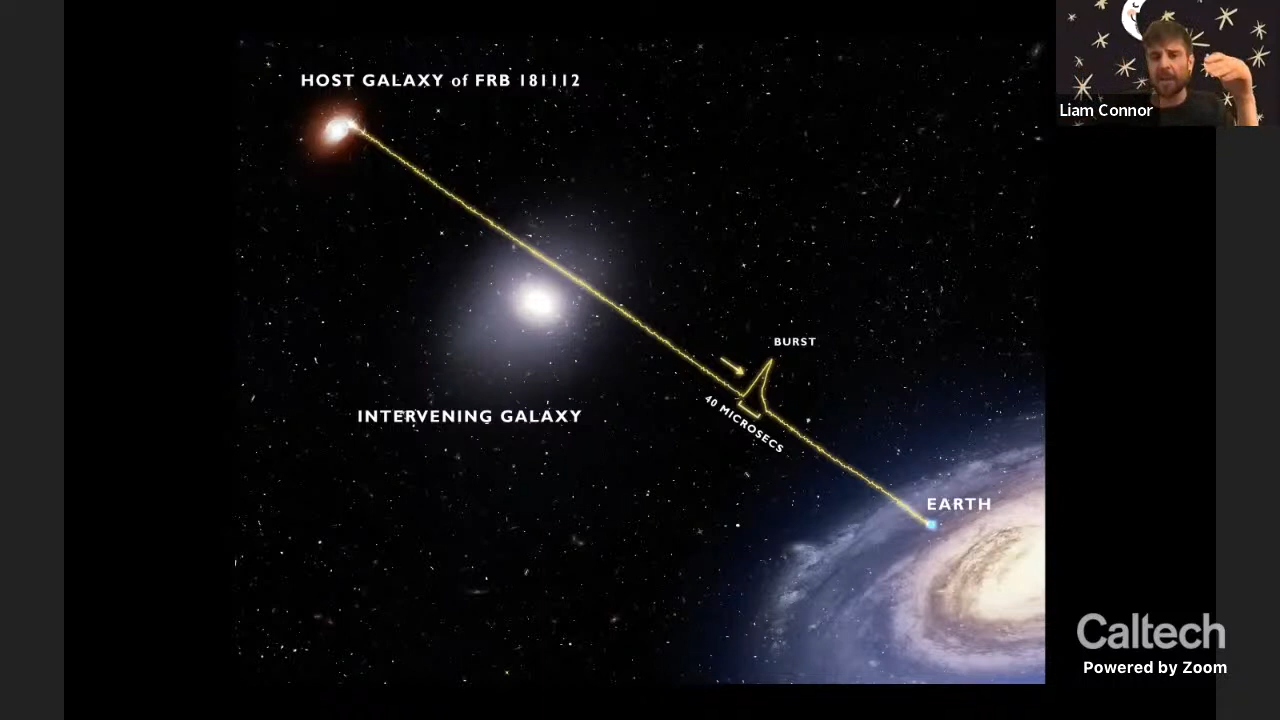 HOST GALAXY of FRB 181112
Liam Connor
BURST
40 MICROSECS
INTERVENING GALAXY
EARTH
Caltech
Powered by Zoom